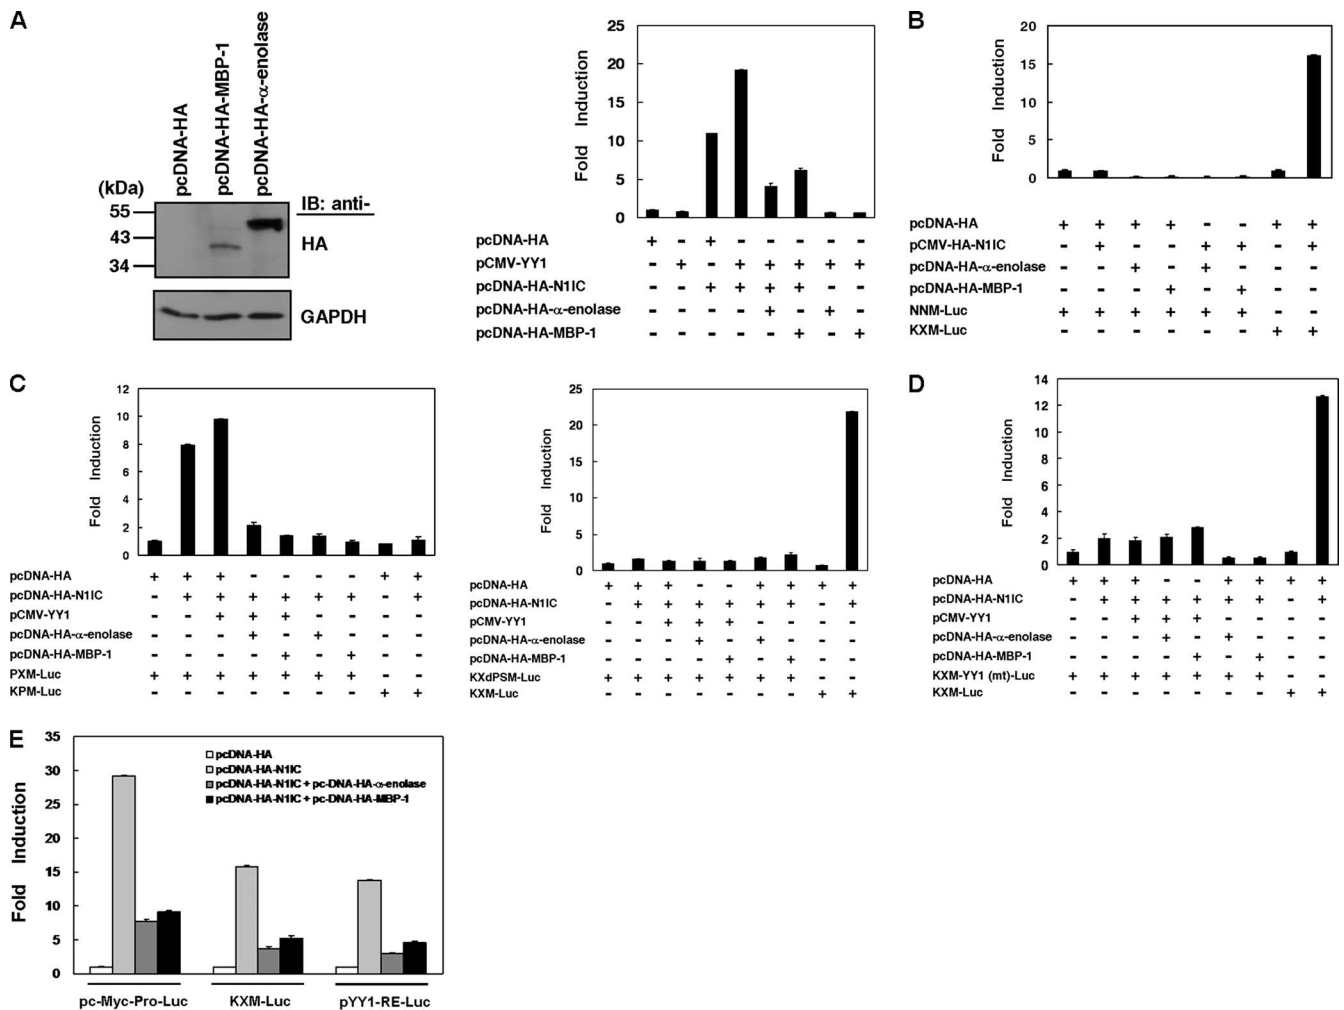 A
pcDNA-HA
pcDNA-HA-MBP-1
pcDNA-HA-α-enolase
(kDa)
55
43
34
IB: anti-
HA
GAPDH
Fold Induction
25
20
15
10
5
0
pcDNA-HA + - + - - - - -
pCMV-YY1 - + - + + + + +
pcDNA-HA-N1IC - - + + + + - -
pcDNA-HA-α-enolase - - - - + - + -
pcDNA-HA-MBP-1 - - - - - + - +
B
Fold Induction
20
15
10
5
0
pcDNA-HA + + + + - - + +
pCMV-HA-N1IC - + - - + + - +
pcDNA-HA-α-enolase - - + - + - - -
pcDNA-HA-MBP-1 - - - + - + - -
NNM-Luc + + + + + + - -
KXM-Luc - - - - - - + +
C
Fold Induction
12
10
8
6
4
2
0
pcDNA-HA + + + - - - - + +
pcDNA-HA-N1IC - + + + + + + - +
pCMV-YY1 - - + + + - - - -
pcDNA-HA-α-enolase - - - + - + - - -
pcDNA-HA-MBP-1 - - - - + - + - -
PXM-Luc + + + + + + + - -
KPM-Luc - - - - - - - + +
Fold Induction
25
20
15
10
5
0
pcDNA-HA + + + - - + + + +
pcDNA-HA-N1IC - + + + + + + - +
pCMV-YY1 - - + + + - - - -
pcDNA-HA-α-enolase - - - + - + - - -
pcDNA-HA-MBP-1 - - - - + - + - -
KXdPSM-Luc + + + + + + + - -
KXM-Luc - - - - - - - + +
D
Fold Induction
14
12
10
8
6
4
2
0
pcDNA-HA + + + - - + + + +
pcDNA-HA-N1IC - + + + + + + - +
pCMV-YY1 - - + + + - - - -
pcDNA-HA-α-enolase - - - + - + - - -
pcDNA-HA-MBP-1 - - - - + - + - -
KXM-YY1 (mt)-Luc + + + + + + + - -
KXM-Luc - - - - - - - + +
E
Fold Induction
35
30
25
20
15
10
5
0
pcDNA-HA
pcDNA-HA-N1IC
pcDNA-HA-N1IC + pc-DNA-HA-α-enolase
pcDNA-HA-N1IC + pc-DNA-HA-MBP-1
pc-Myc-Pro-Luc
KXM-Luc
pYY1-RE-Luc